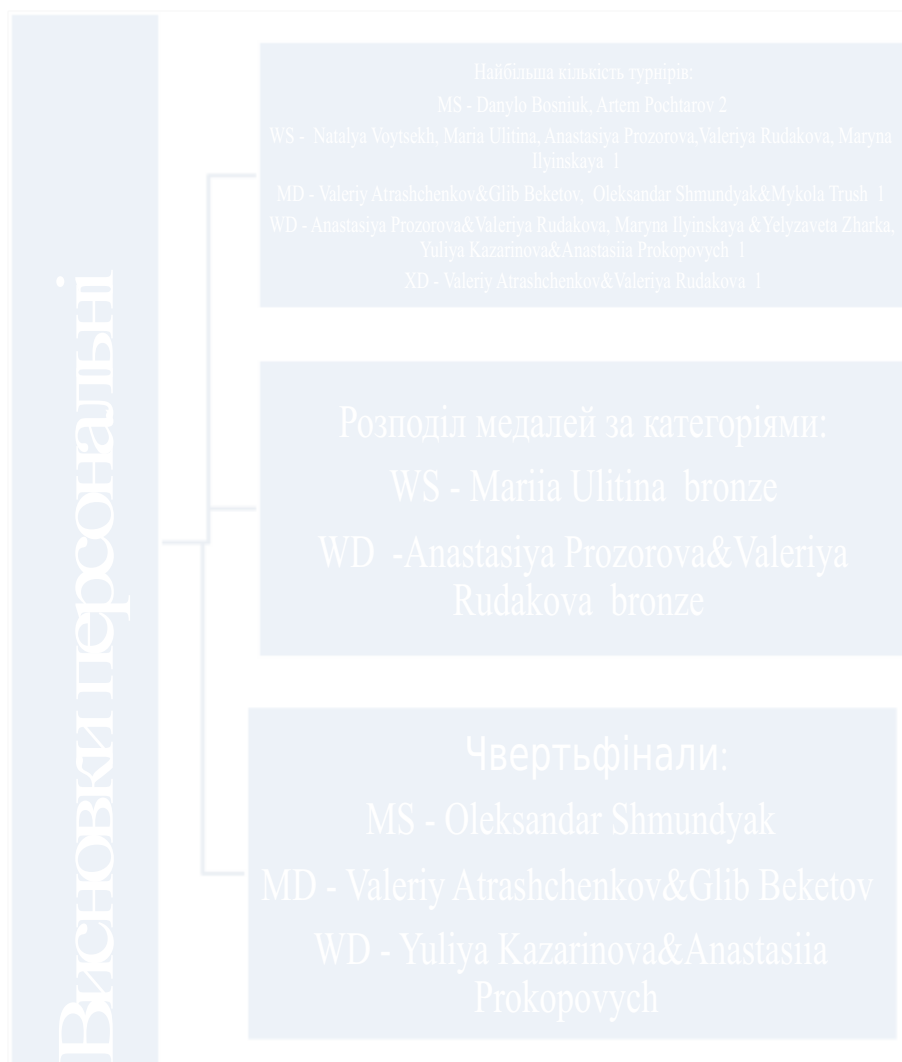 Висновки персональні
Найбільша кількість турнірів:
MS - Danylo Bosniuk, Artem Pochtarov 2
WS - Natalya Voytsekh, Maria Ulitina, Anastasiya Prozorova,Valeriya Rudakova, Maryna
Ilyinskaya 1
MD - Valeriy Atrashchenkov&Glib Beketov, Oleksandar Shmundyak&Mykola Trush 1
WD - Anastasiya Prozorova&Valeriya Rudakova, Maryna Ilyinskaya &Yelyzaveta Zharka,
Yuliya Kazarinova&Anastasiia Prokopovych 1
XD - Valeriy Atrashchenkov&Valeriya Rudakova 1
Розподіл медалей за категоріями:
WS - Mariia Ulitina bronze
WD -Anastasiya Prozorova&Valeriya
Rudakova bronze
Чвертьфінали:
MS - Oleksandar Shmundyak
MD - Valeriy Atrashchenkov&Glib Beketov
WD - Yuliya Kazarinova&Anastasiia
Prokopovych